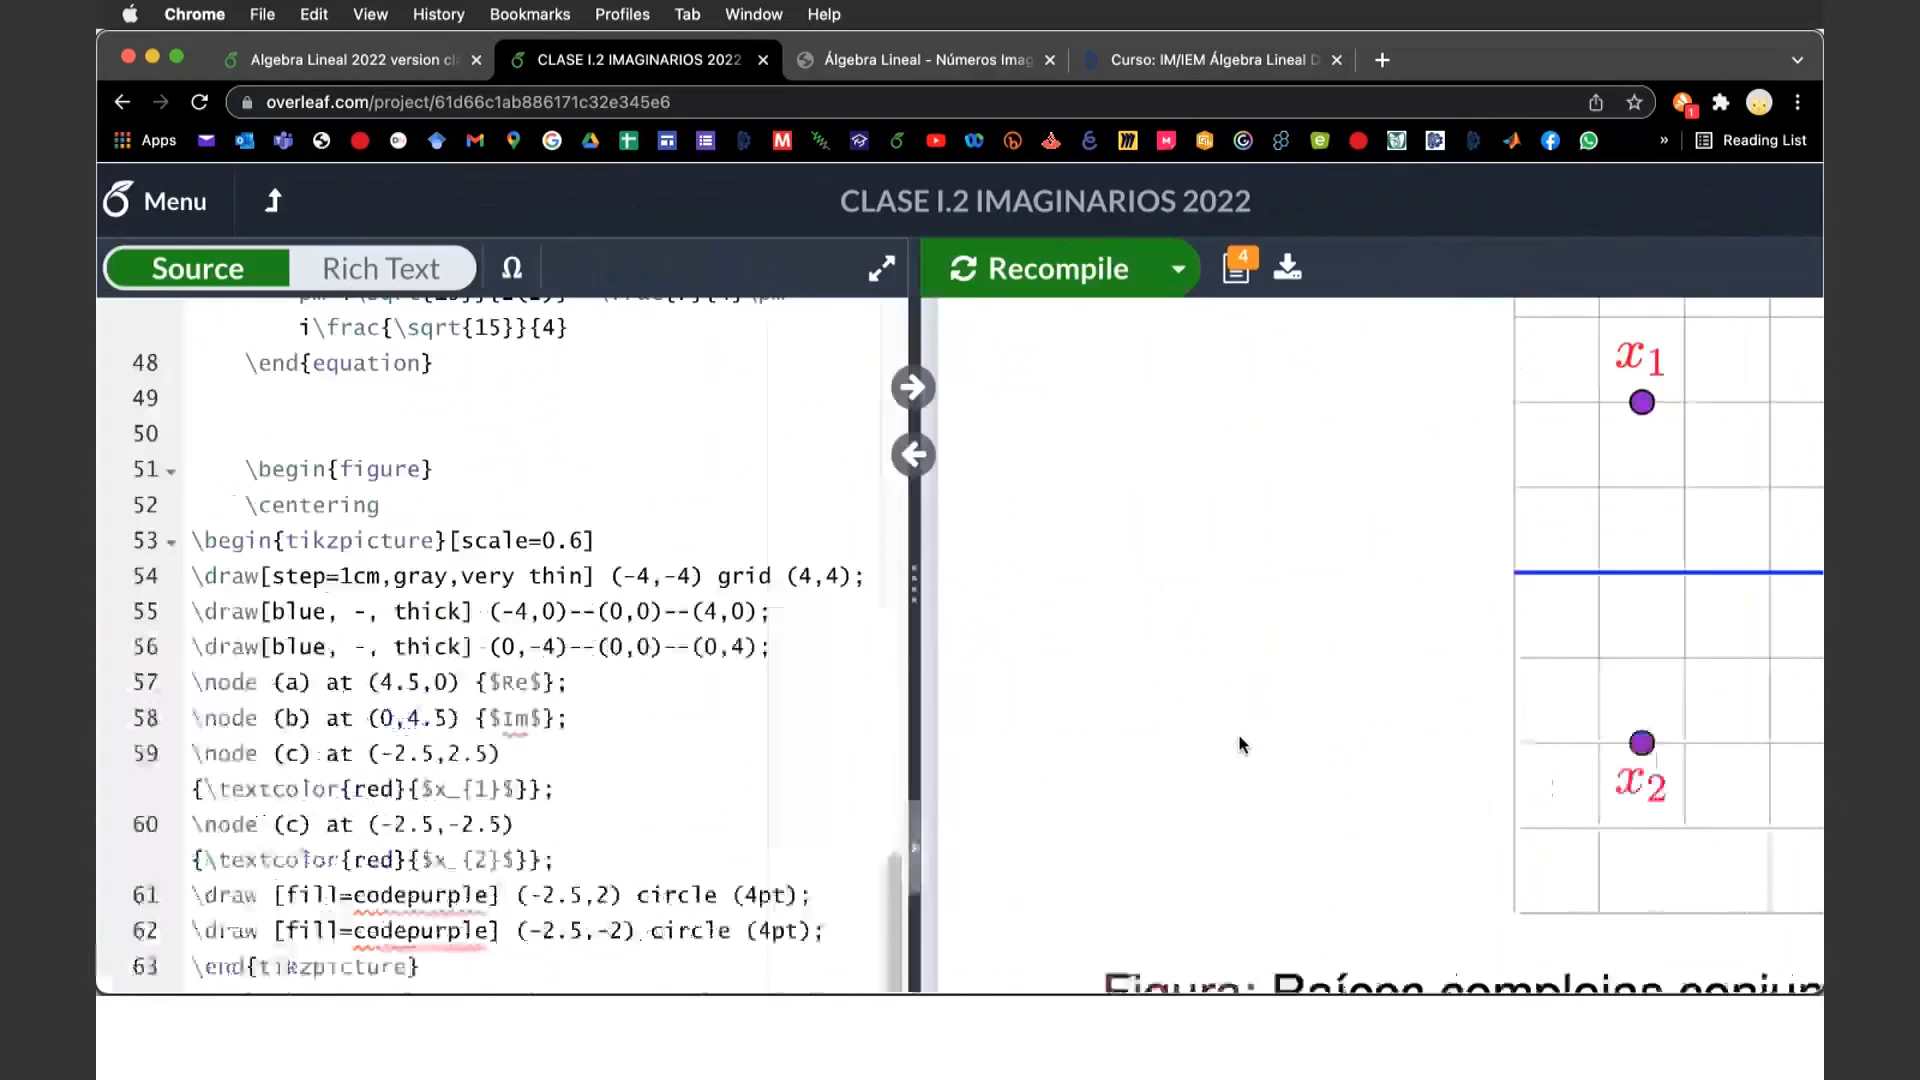 Chrome File Edit View History Bookmarks Profiles Tab Window Help
Algebra Lineal 2022 version cl
CLASE I.2 IMAGINARIOS 2022
Álgebra Lineal - Números Imag
Curso: IM/IEM Álgebra Lineal D
overleaf.com/project/61d66c1ab886171c32e345e6
1
Apps
Reading List
Menu
CLASE I.2 IMAGINARIOS 2022
Source
Rich Text
Ω
Recompile
4
i\frac{\sqrt{15}}{4}
48 \end{equation}
49
50
51 \begin{figure}
52 \centering
53 \begin{tikzpicture}[scale=0.6]
54 \draw[step=1cm,gray,very thin] (-4,-4) grid (4,4);
55 \draw[blue, -, thick] (-4,0)--(0,0)--(4,0);
56 \draw[blue, -, thick] (0,-4)--(0,0)--(0,4);
57 \node (a) at (4.5,0) {$Re$};
58 \node (b) at (0,4.5) {$Im$};
59 \node (c) at (-2.5,2.5)
{\textcolor{red}{$x_{1}$}};
60 \node (c) at (-2.5,-2.5)
{\textcolor{red}{$x_{2}$}};
61 \draw [fill=codepurple] (-2.5,2) circle (4pt);
62 \draw [fill=codepurple] (-2.5,-2) circle (4pt);
63 \end{tikzpicture}
x1
x2
Figura: Raíces complejas conjun